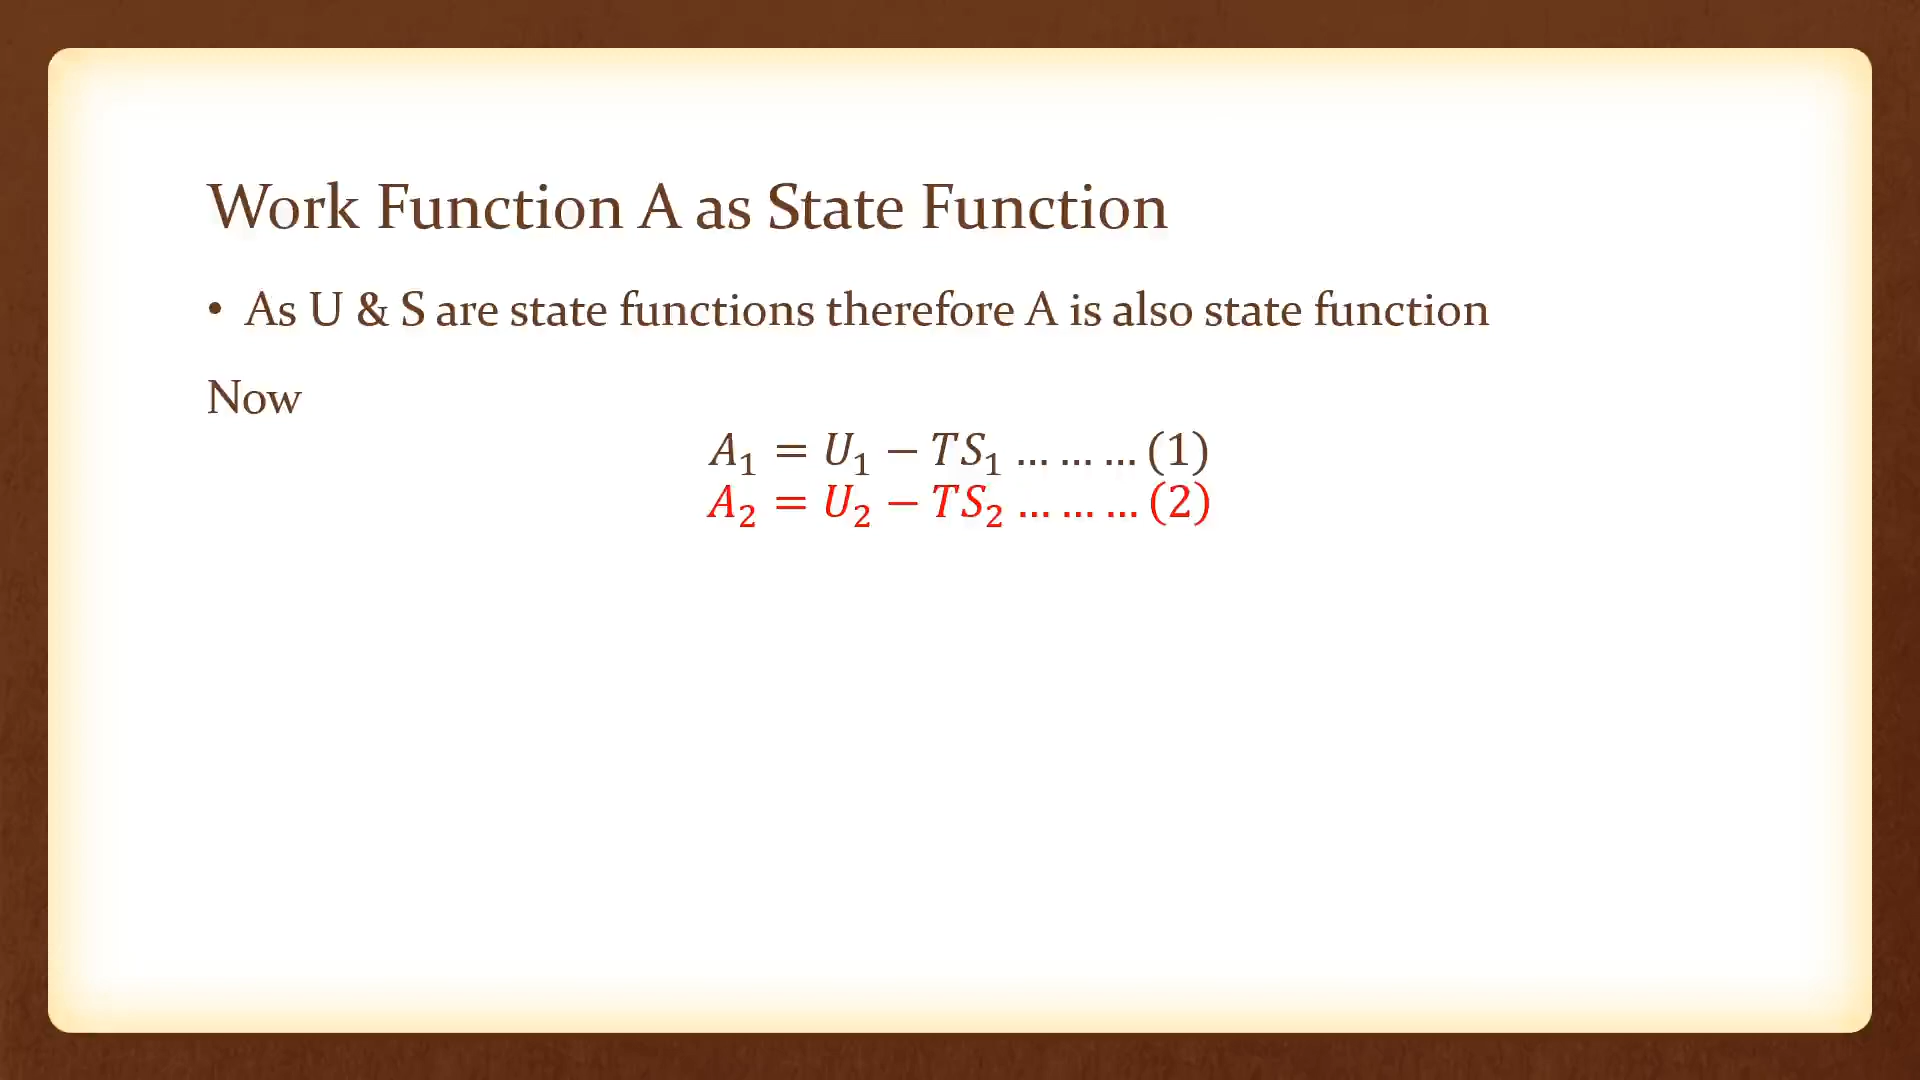 Work Function A as State Function
• As U & S are state functions therefore A is also state function
Now
𝐴₁ = 𝑈₁ − 𝑇𝑆₁ … … … (1)
𝐴₂ = 𝑈₂ − 𝑇𝑆₂ … … … (2)